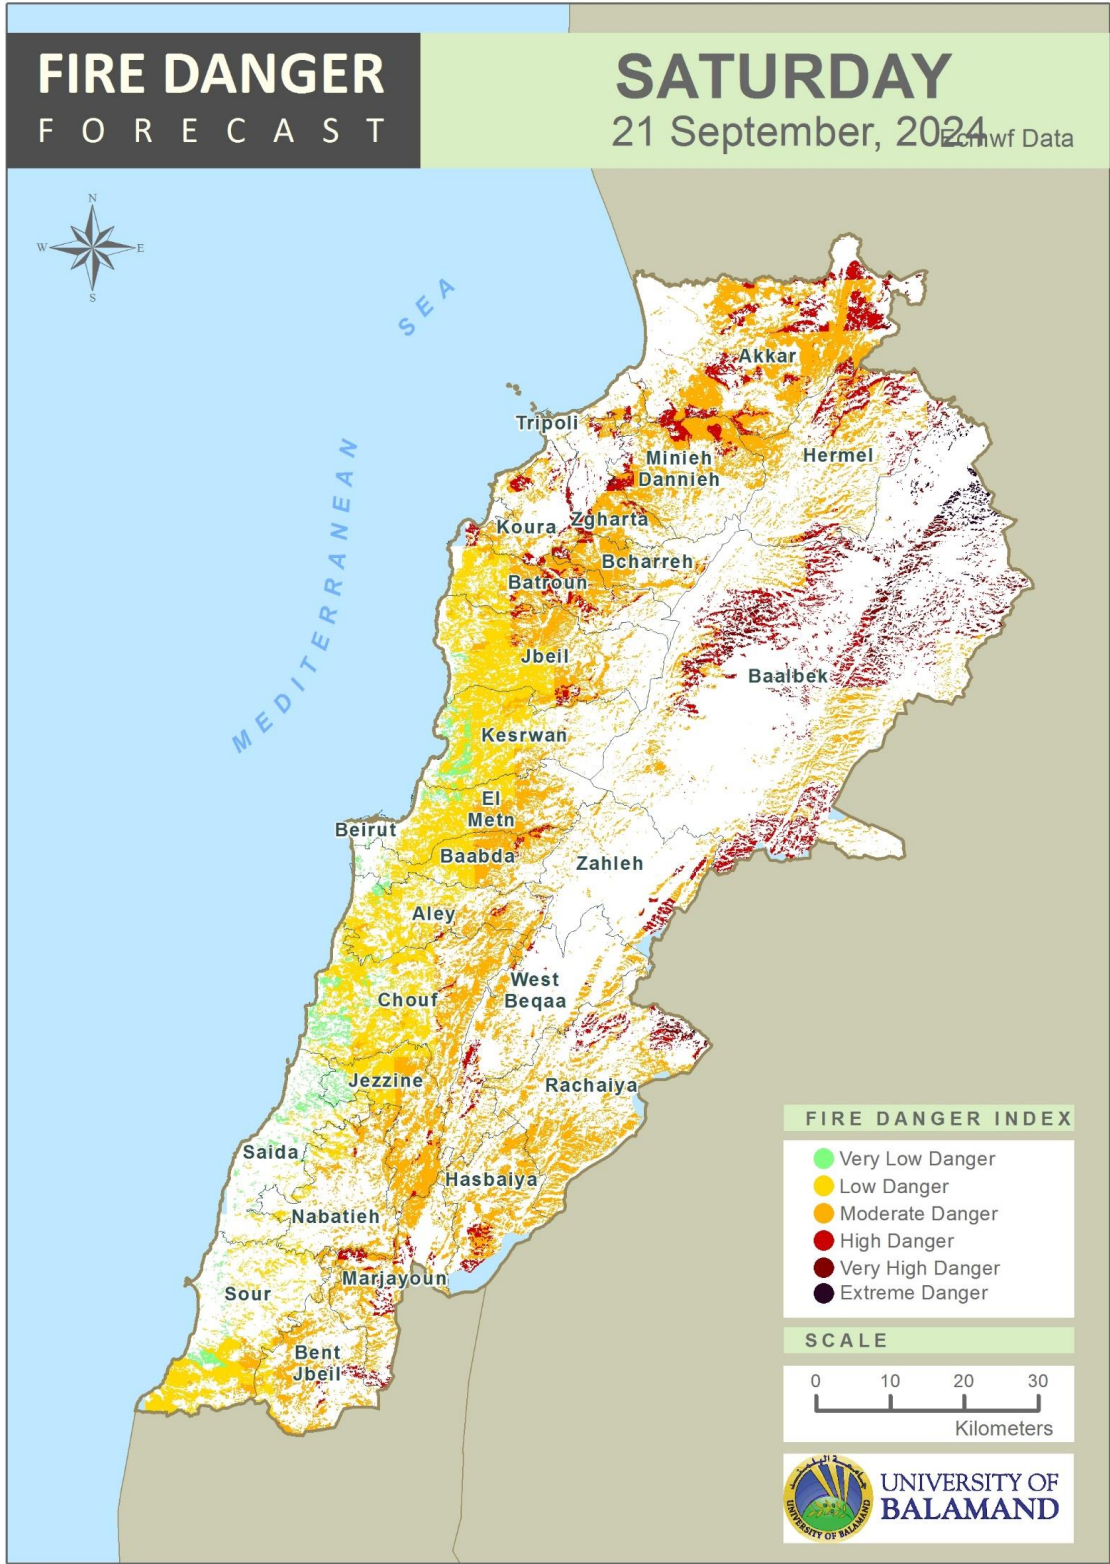 FIRE DANGER
FORECAST
SATURDAY
21 September, 2024
Ecmwf Data
N
W
E
S
SEA
MEDITERRANEAN
Akkar
Tripoli
Hermel
Minieh
Dannieh
Koura
Zgharta
Bcharreh
Batroun
Jbeil
Baalbek
Kesrwan
El
Metn
Beirut
Baabda
Zahleh
Aley
West
Beqaa
Chouf
Jezzine
Rachaiya
Saida
Hasbaiya
Nabatieh
Marjayoun
Sour
Bent
Jbeil
FIRE DANGER INDEX
Very Low Danger
Low Danger
Moderate Danger
High Danger
Very High Danger
Extreme Danger
SCALE
0 10 20 30
Kilometers
UNIVERSITY OF BALAMAND
UNIVERSITY OF
BALAMAND